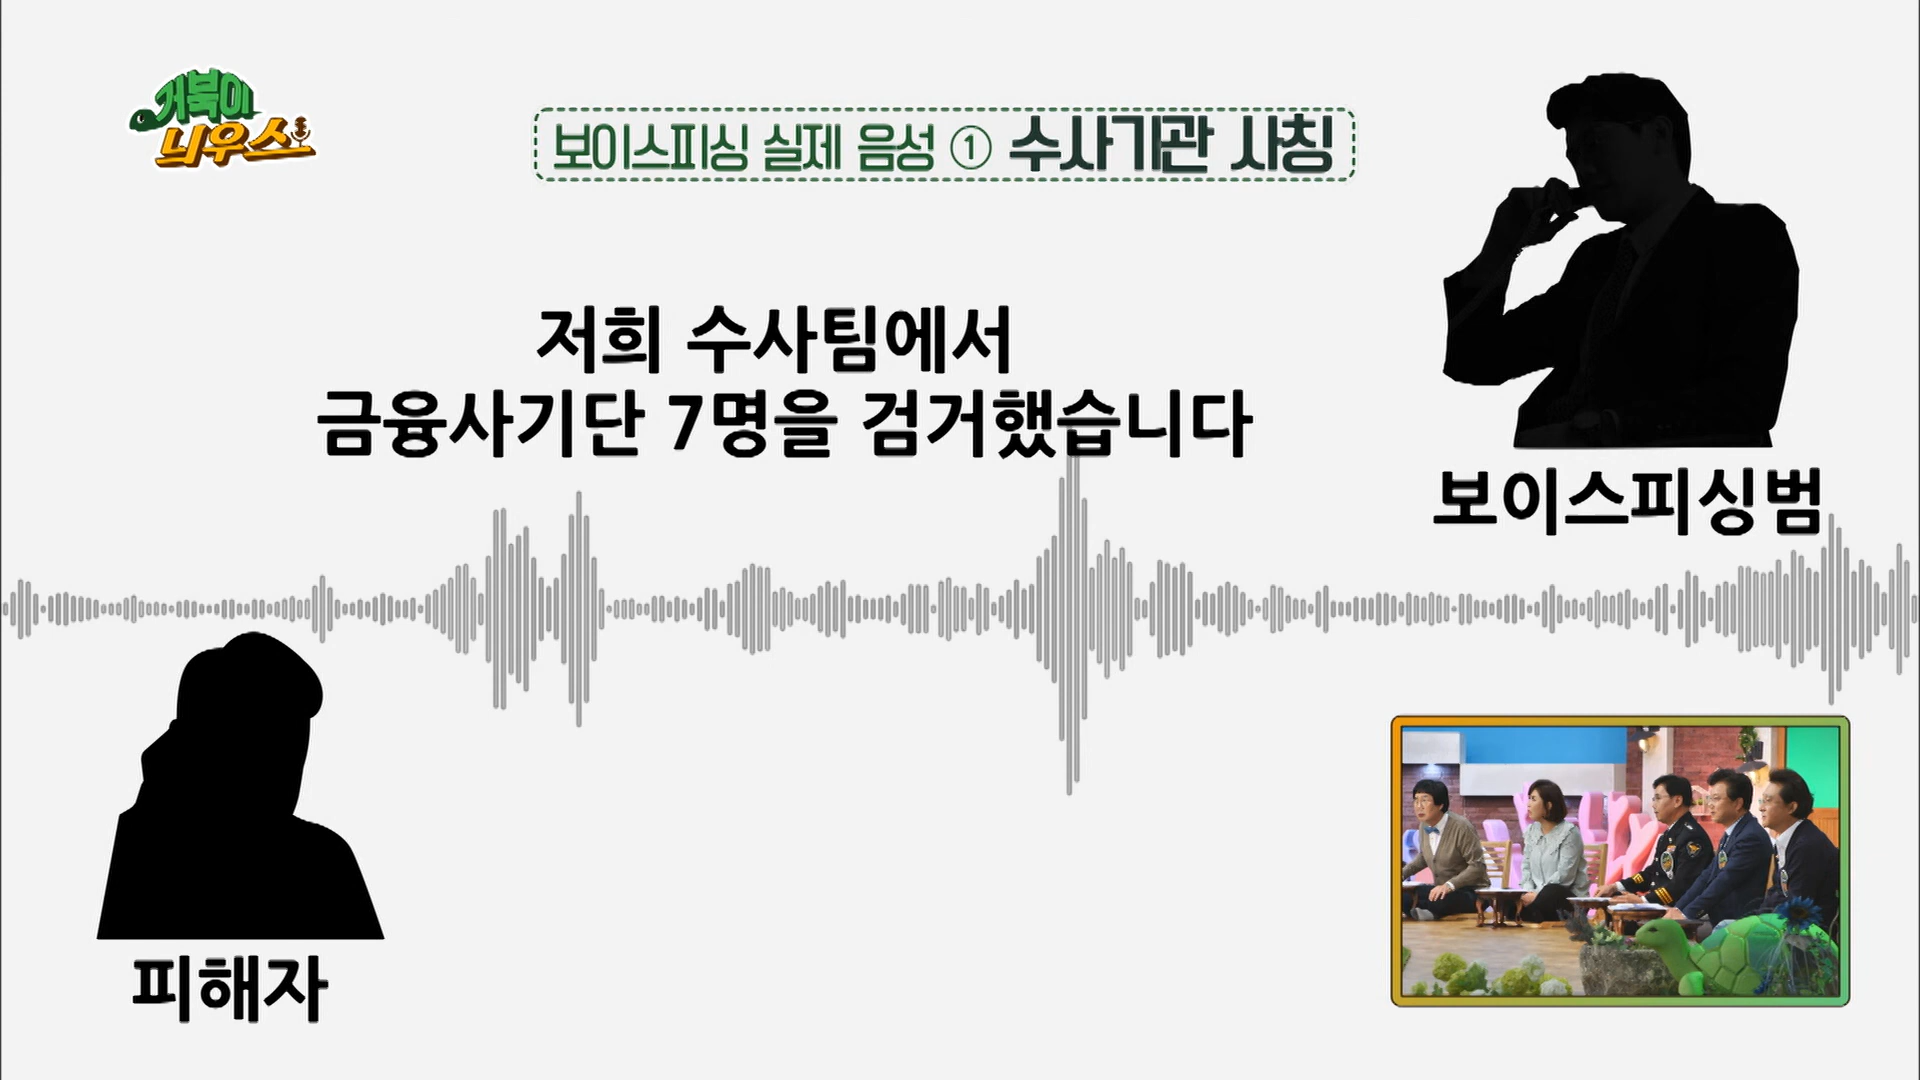 거북이
늬우스
보이스피싱 실제 음성 ① 수사기관 사칭
저희 수사팀에서
금융사기단 7명을 검거했습니다
보이스피싱범
피해자